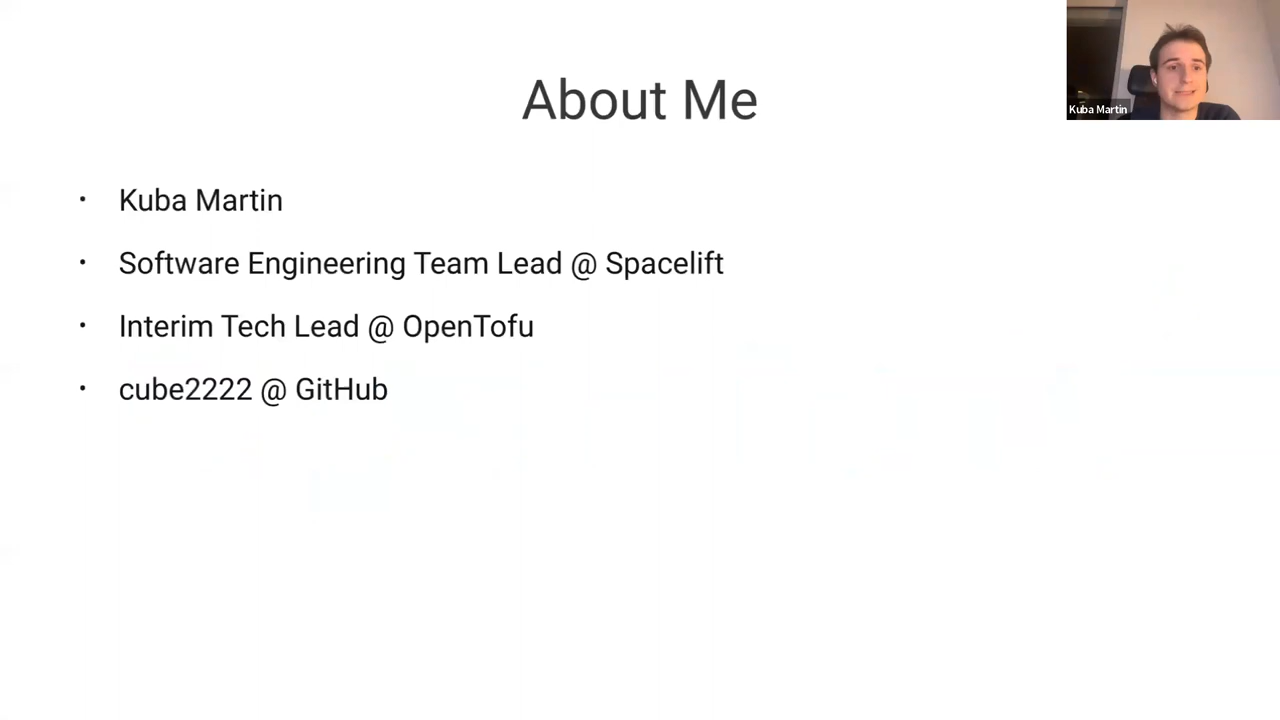 About Me
Kuba Martin
• Kuba Martin
• Software Engineering Team Lead @ Spacelift
• Interim Tech Lead @ OpenTofu
• cube2222 @ GitHub